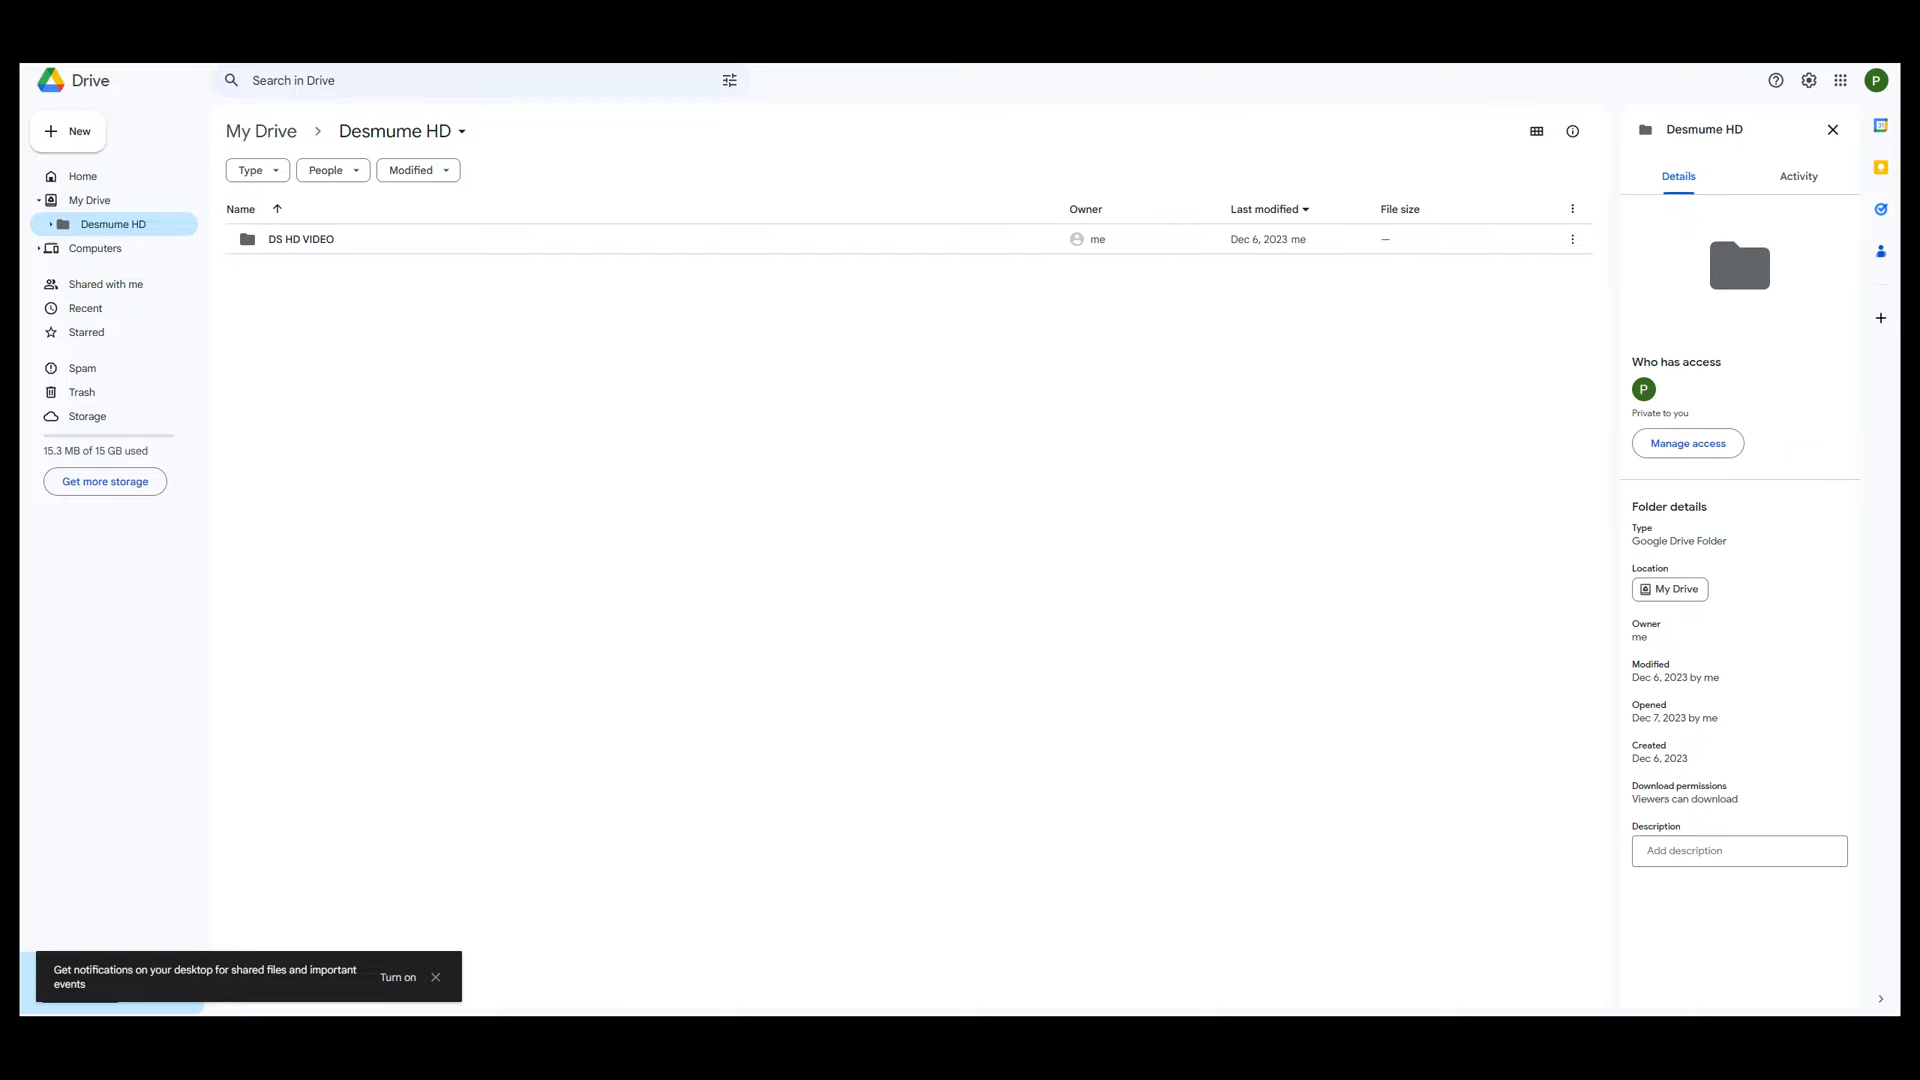 Drive
Search in Drive
P
New
Home
My Drive
Desmume HD
Computers
Shared with me
Recent
Starred
Spam
Trash
Storage
15.3 MB of 15 GB used
Get more storage
My Drive
Desmume HD
Type
People
Modified
Name
Owner
Last modified
File size
DS HD VIDEO
me
Dec 6, 2023 me
—
Desmume HD
Details
Activity
Who has access
P
Private to you
Manage access
Folder details
Type
Google Drive Folder
Location
My Drive
Owner
me
Modified
Dec 6, 2023 by me
Opened
Dec 7, 2023 by me
Created
Dec 6, 2023
Download permissions
Viewers can download
Description
Add description
Get notifications on your desktop for shared files and important
events
Turn on